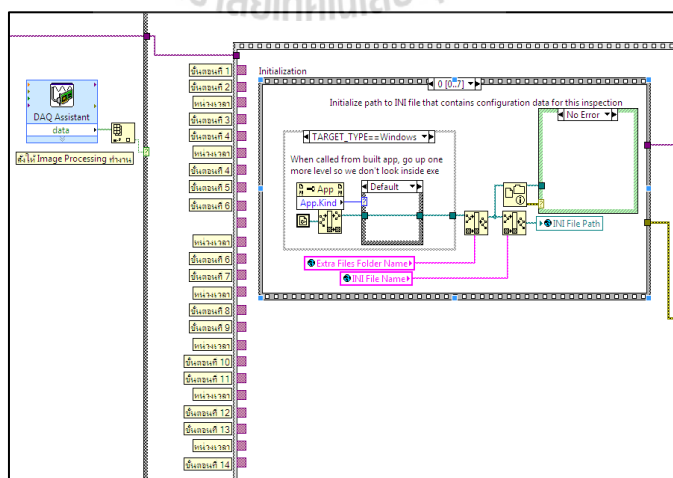 DAQ Assistant
data
สั่งให้ Image Processing ทำงาน
ขั้นตอนที่ 1
ขั้นตอนที่ 2
หน่วงเวลา
ขั้นตอนที่ 3
ขั้นตอนที่ 4
หน่วงเวลา
ขั้นตอนที่ 4
ขั้นตอนที่ 5
ขั้นตอนที่ 6
หน่วงเวลา
ขั้นตอนที่ 6
ขั้นตอนที่ 7
หน่วงเวลา
ขั้นตอนที่ 8
ขั้นตอนที่ 9
หน่วงเวลา
ขั้นตอนที่ 10
ขั้นตอนที่ 11
หน่วงเวลา
ขั้นตอนที่ 12
ขั้นตอนที่ 13
หน่วงเวลา
ขั้นตอนที่ 14
Initialization
0 [0..7]
Initialize path to INI file that contains configuration data for this inspection
No Error
TARGET_TYPE==Windows
When called from built app, go up one
more level so we don't look inside exe
App
App.Kind
Default
INI File Path
Extra Files Folder Name
INI File Name